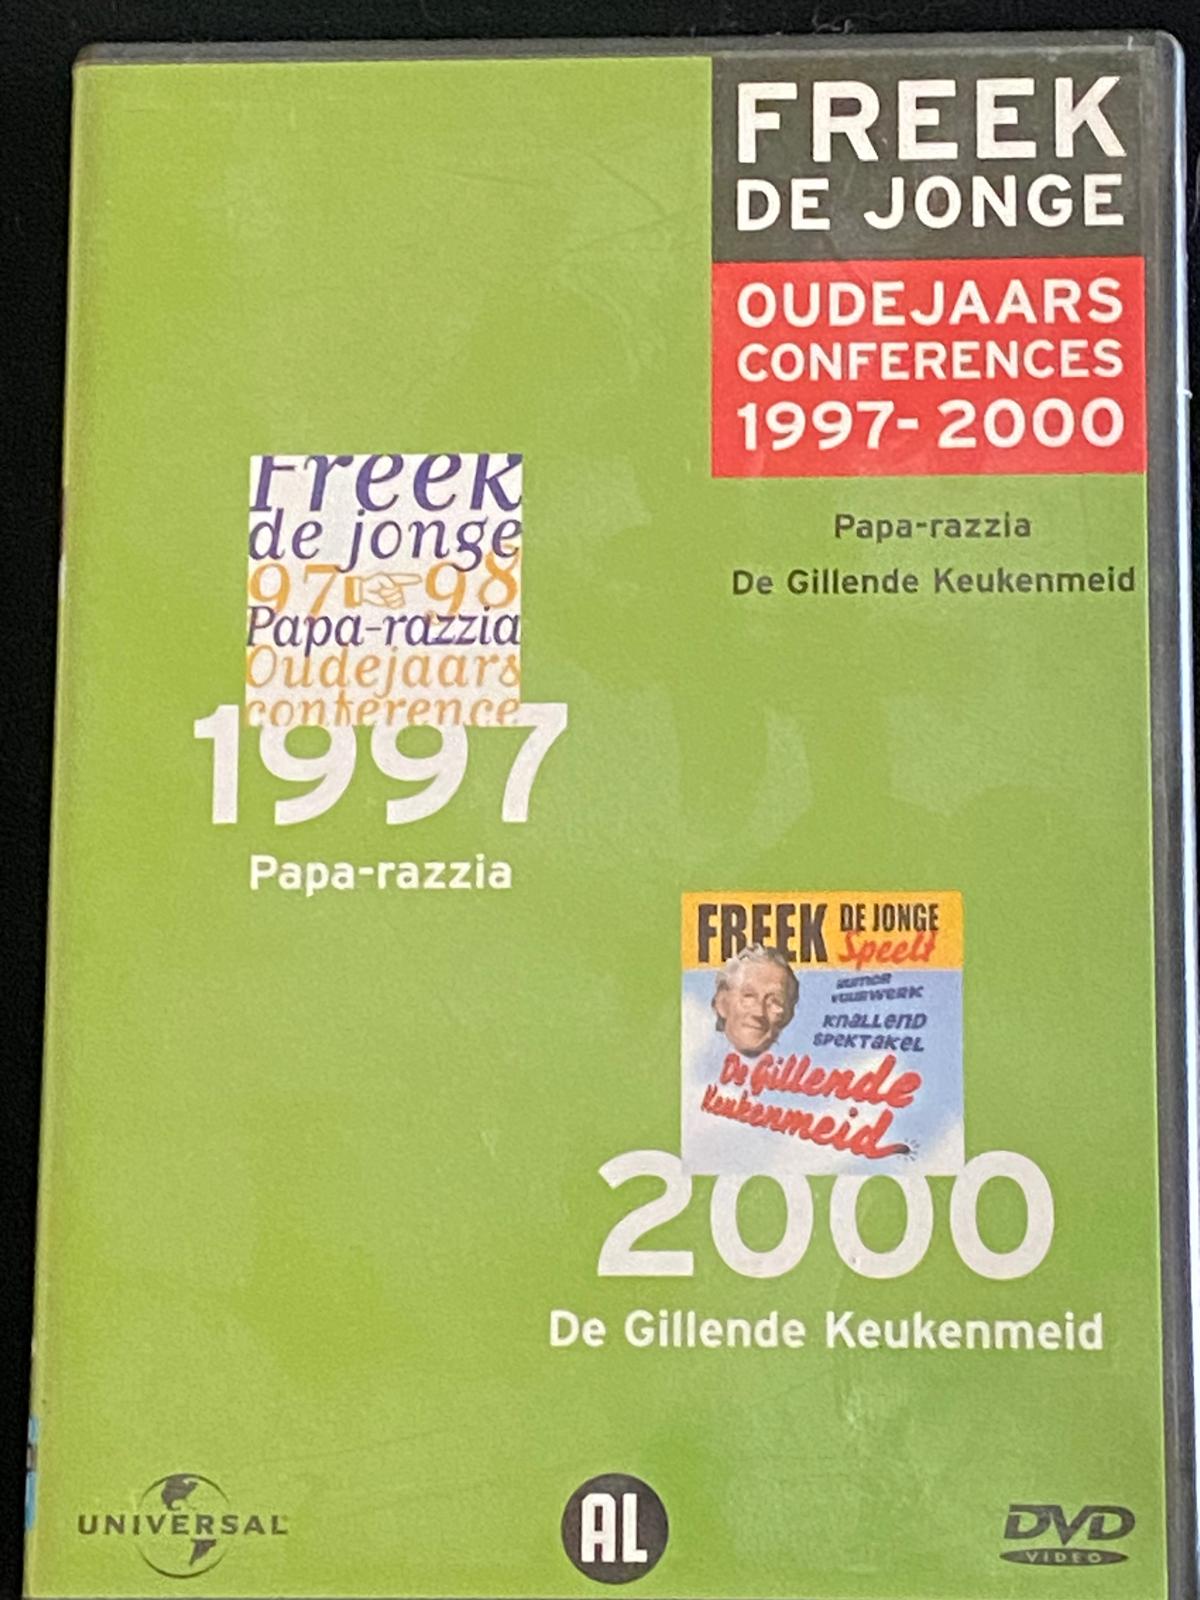 FREEK
DE JONGE
OUDEJAARS
CONFERENCES
1997-2000
Papa-razzia
De Gillende Keukenmeid
Freek
de jonge
97 98
Papa-razzia
Oudejaars
conference
1997
Papa-razzia
FREEK DE JONGE
Speelt
HUMOR
VUURWERK
KNALLEND
SPEKTAKEL
De Gillende
Keukenmeid
2000
De Gillende Keukenmeid
UNIVERSAL
AL
DVD
VIDEO